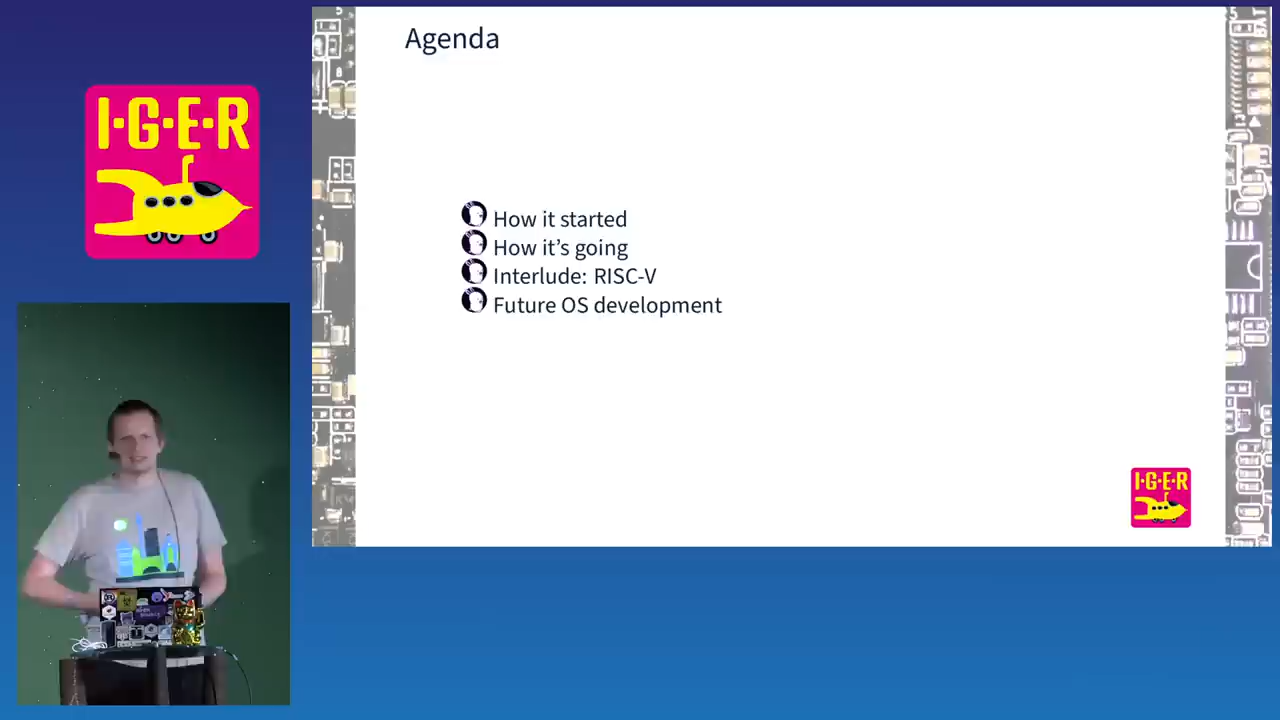 I·G·E·R
Agenda
How it started
How it's going
Interlude: RISC-V
Future OS development
I·G·E·R